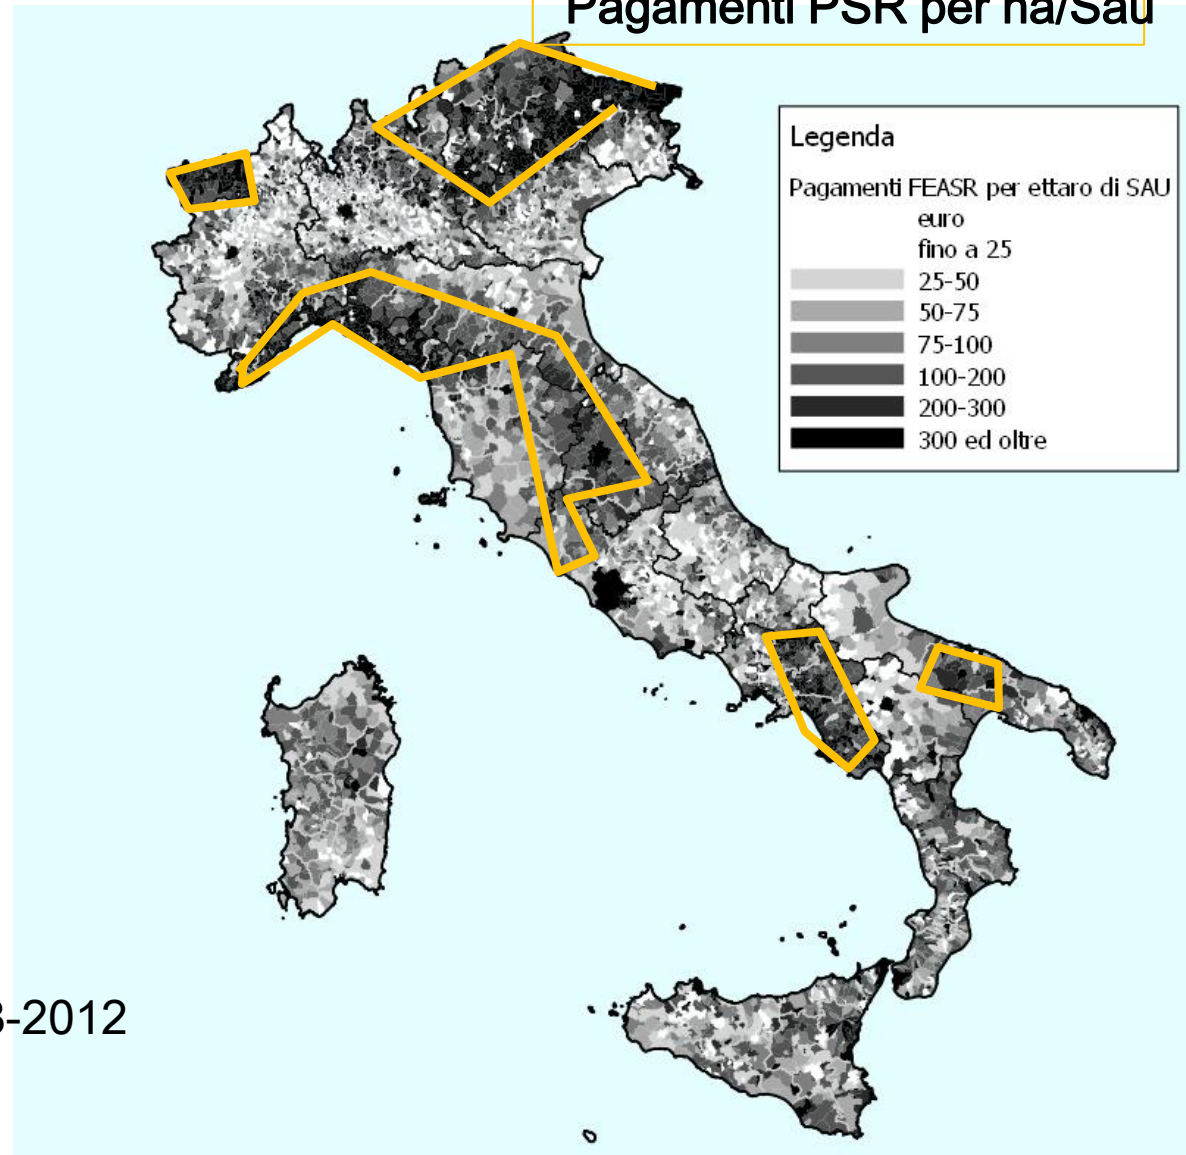 Pagamenti PSR per ha/Sau
Legenda
Pagamenti FEASR per ettaro di SAU
euro
fino a 25
25-50
50-75
75-100
100-200
200-300
300 ed oltre
-2012